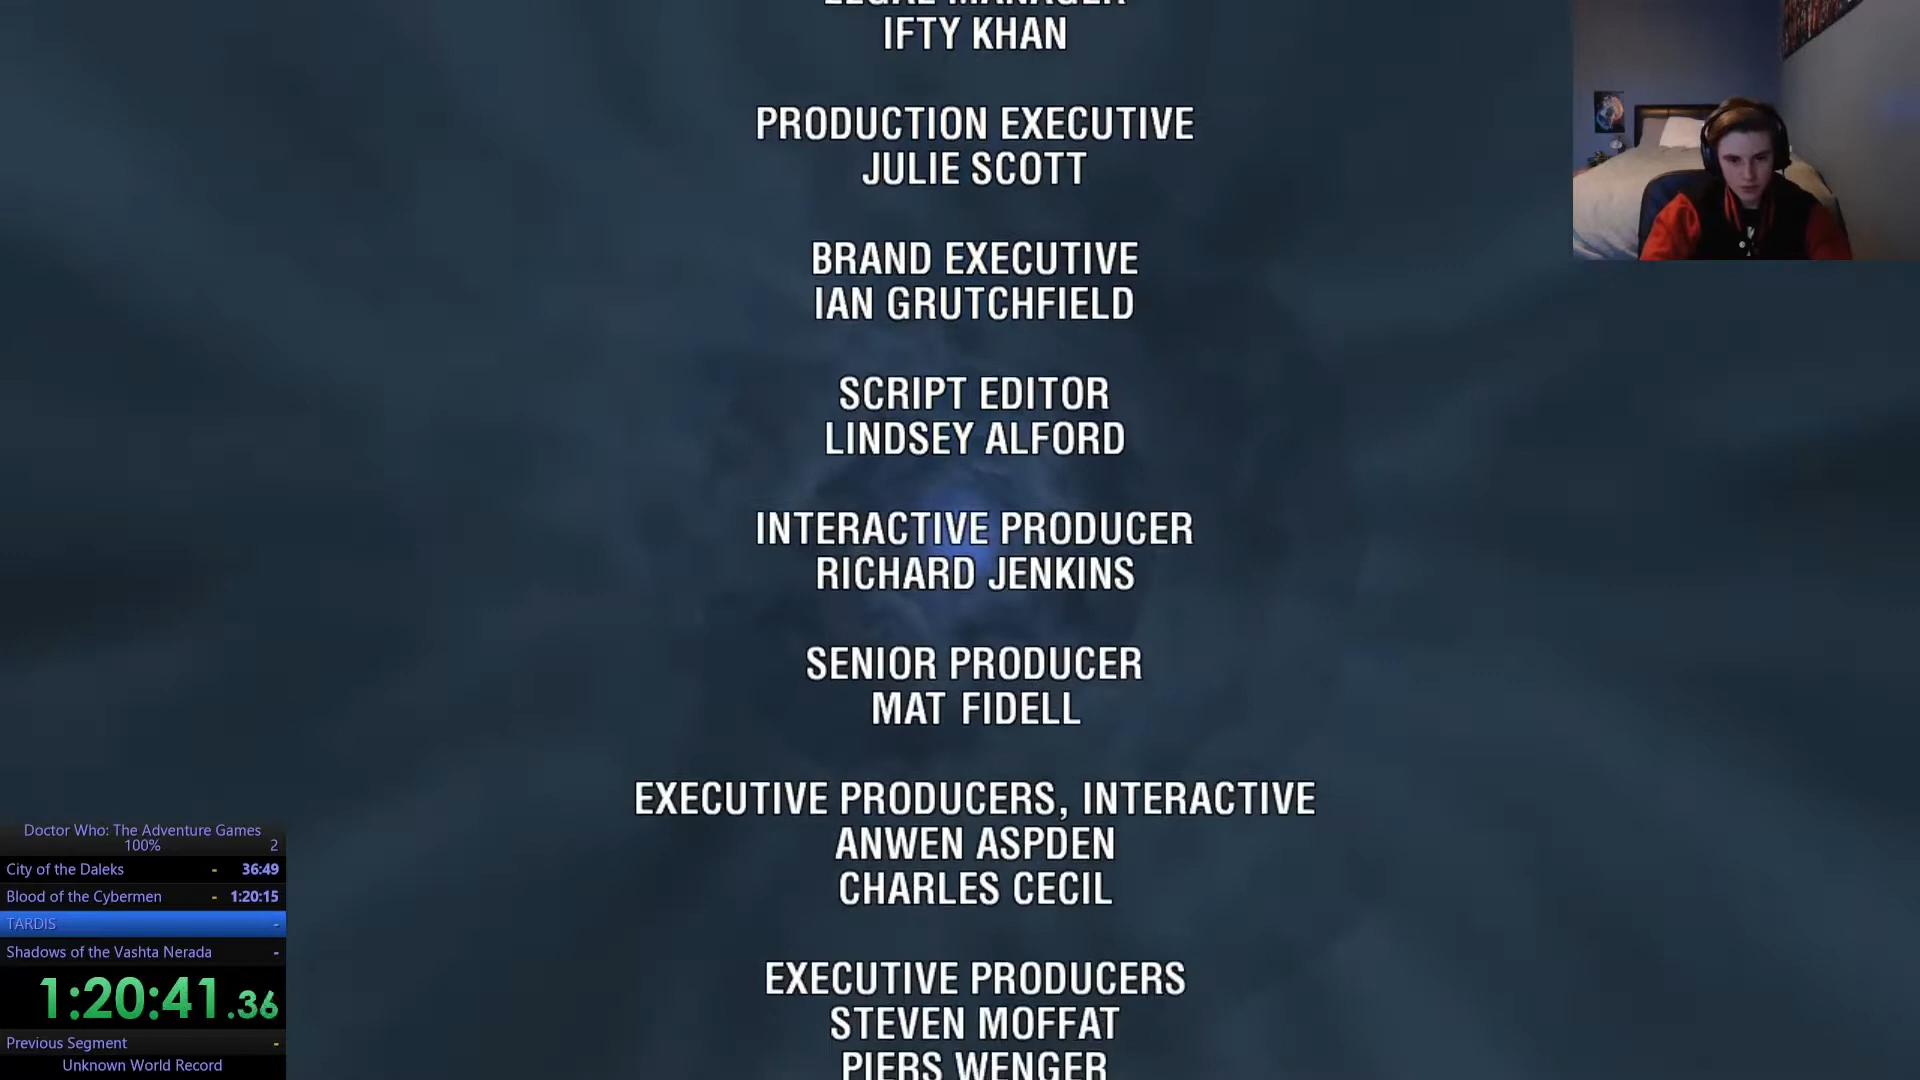 LEGAL MANAGER
IFTY KHAN
PRODUCTION EXECUTIVE
JULIE SCOTT
BRAND EXECUTIVE
IAN GRUTCHFIELD
SCRIPT EDITOR
LINDSEY ALFORD
INTERACTIVE PRODUCER
RICHARD JENKINS
SENIOR PRODUCER
MAT FIDELL
EXECUTIVE PRODUCERS, INTERACTIVE
ANWEN ASPDEN
CHARLES CECIL
EXECUTIVE PRODUCERS
STEVEN MOFFAT
PIERS WENGER
Doctor Who: The Adventure Games
100% 2
City of the Daleks - 36:49
Blood of the Cybermen - 1:20:15
TARDIS -
Shadows of the Vashta Nerada -
1:20:41.36
Previous Segment -
Unknown World Record